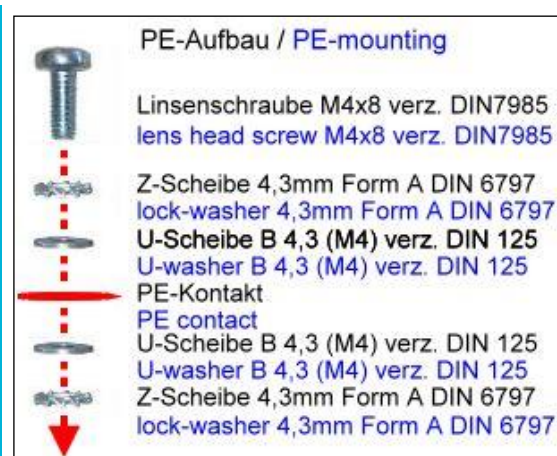 PE-Aufbau / PE-mounting
Linsenschraube M4x8 verz. DIN7985
lens head screw M4x8 verz. DIN7985
Z-Scheibe 4,3mm Form A DIN 6797
lock-washer 4,3mm Form A DIN 6797
U-Scheibe B 4,3 (M4) verz. DIN 125
U-washer B 4,3 (M4) verz. DIN 125
PE-Kontakt
PE contact
U-Scheibe B 4,3 (M4) verz. DIN 125
U-washer B 4,3 (M4) verz. DIN 125
Z-Scheibe 4,3mm Form A DIN 6797
lock-washer 4,3mm Form A DIN 6797